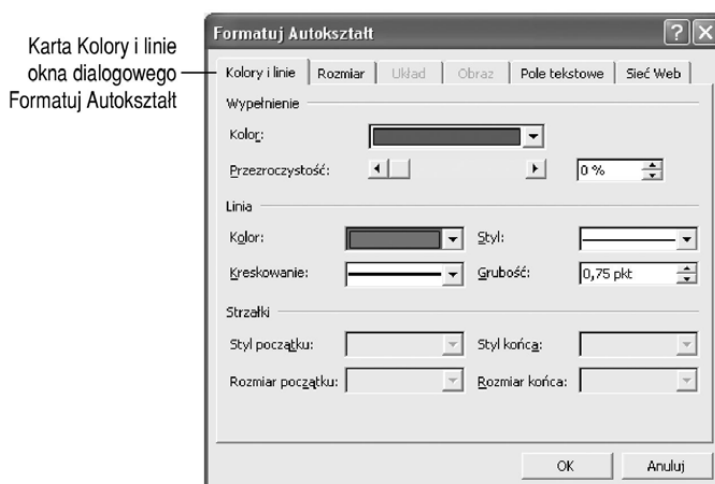 Karta Kolory i linie
okna dialogowego
Formatuj Autokształt
Formatuj Autokształt
Kolory i linie Rozmiar Układ Obraz Pole tekstowe Sieć Web
Wypełnienie
Kolor:
Przezroczystość: 0 %
Linia
Kolor: Styl:
Kreskowanie: Grubość: 0,75 pkt
Strzałki
Styl początku: Styl końca:
Rozmiar początku: Rozmiar końca:
OK Anuluj